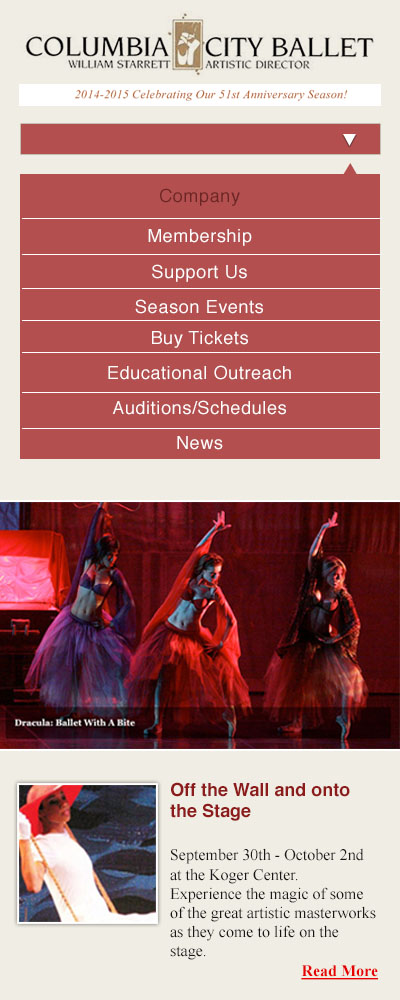 COLUMBIA CITY BALLET
WILLIAM STARRETT ARTISTIC DIRECTOR
2014-2015 Celebrating Our 51st Anniversary Season!
Company
Membership
Support Us
Season Events
Buy Tickets
Educational Outreach
Auditions/Schedules
News
Dracula: Ballet With A Bite
Off the Wall and onto
the Stage
September 30th - October 2nd
at the Koger Center.
Experience the magic of some
of the great artistic masterworks
as they come to life on the
stage.
Read More